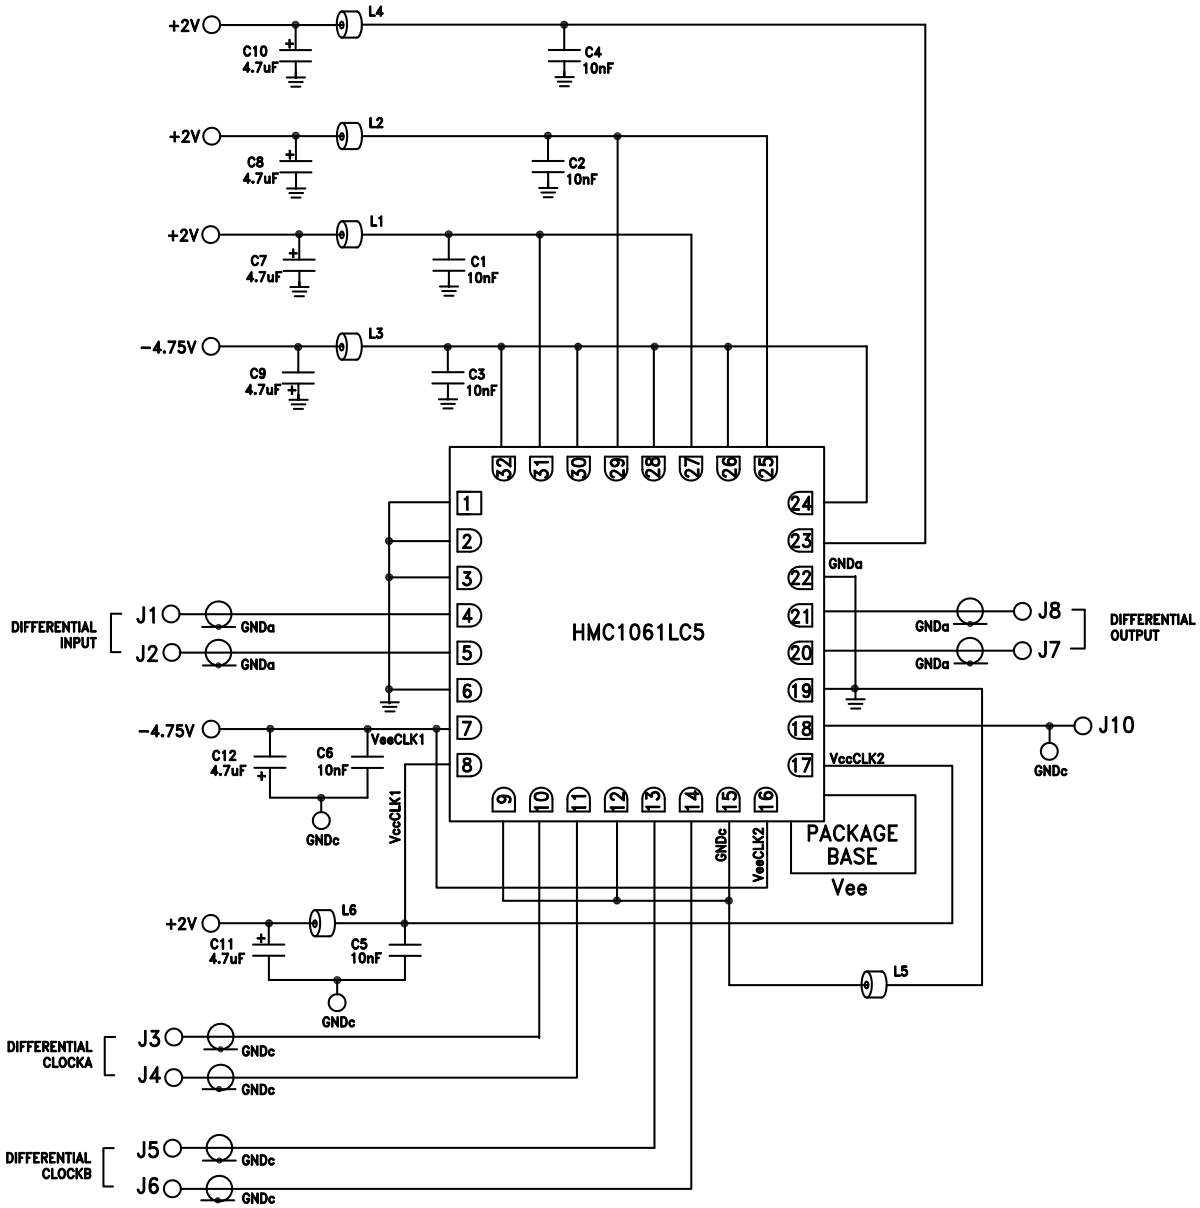 +2V
L4
C10
+
4.7uF
C4
10nF
+2V
L2
C8
+
4.7uF
C2
10nF
+2V
L1
C7
+
4.7uF
C1
10nF
-4.75V
L3
C9
4.7uF
+
C3
10nF
32
31
30
29
28
27
26
25
1
2
3
4
5
6
7
8
24
23
22
21
20
19
18
17
9
10
11
12
13
14
15
16
HMC1061LC5
GNDa
DIFFERENTIAL
INPUT
J1
GNDa
J2
GNDa
J8
GNDa
J7
GNDa
DIFFERENTIAL
OUTPUT
J10
GNDc
-4.75V
VeeCLK1
C12
4.7uF
+
C6
10nF
GNDc
VccCLK1
VccCLK2
GNDc
VeeCLK2
PACKAGE
BASE
Vee
+2V
L6
C11
+
4.7uF
C5
10nF
GNDc
L5
DIFFERENTIAL
CLOCKA
J3
GNDc
J4
GNDc
DIFFERENTIAL
CLOCKB
J5
GNDc
J6
GNDc